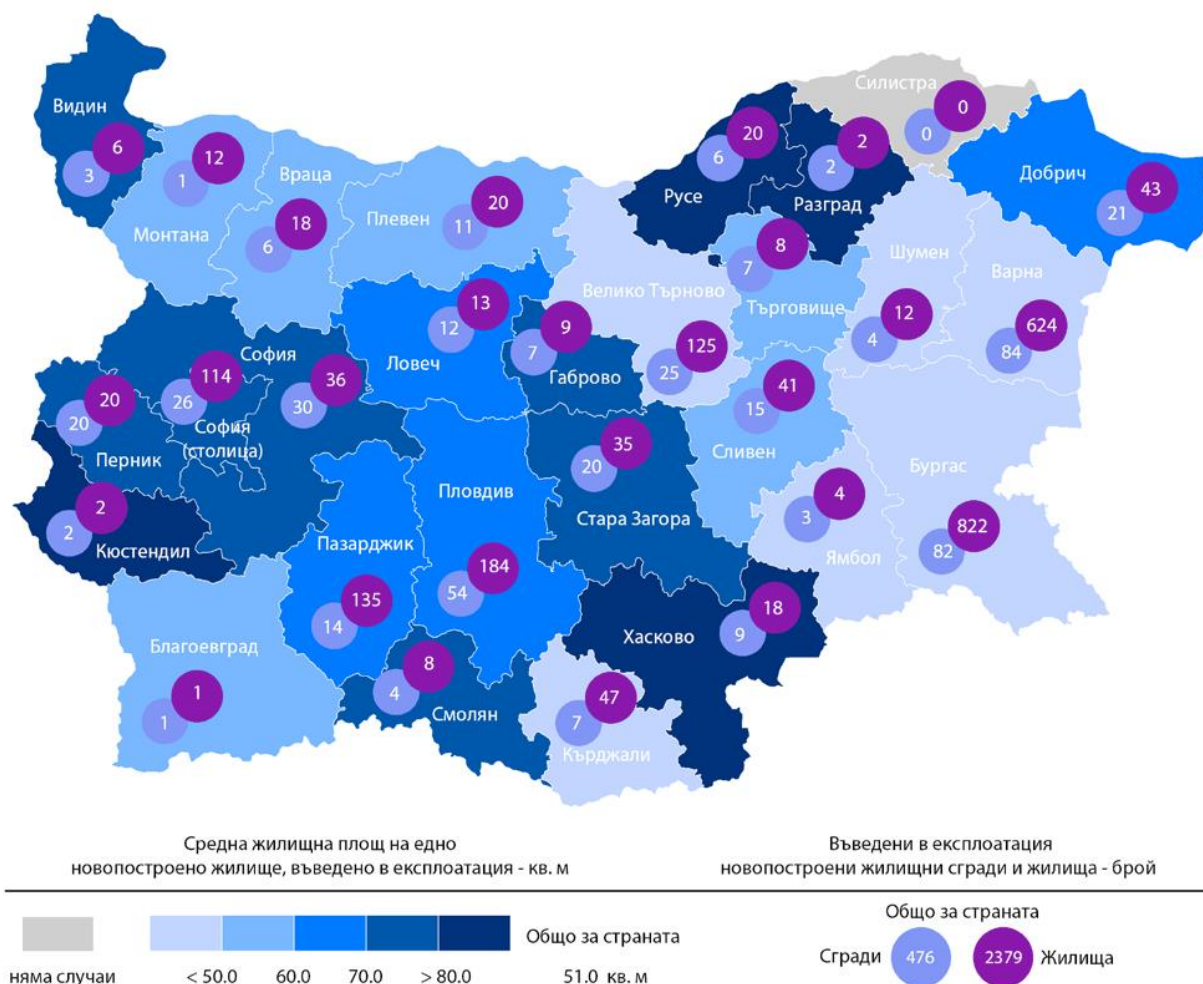 Видин
6
3
12
1
Монтана
Враца
18
6
Плевен
20
11
Силистра
0
0
20
6
Русе
2
2
Разград
Добрич
43
21
8
7
Търговище
Шумен
12
4
Варна
624
84
Велико Търново
125
25
13
12
Ловеч
9
7
Габрово
София
114
26
София
(столица)
36
30
20
20
Перник
2
2
Кюстендил
41
15
Сливен
35
20
Стара Загора
Пловдив
184
54
Пазарджик
135
14
Бургас
822
82
4
3
Ямбол
Хасково
18
9
Благоевград
1
1
8
4
Смолян
47
7
Кърджали
Средна жилищна площ на едно
новопостроено жилище, въведено в експлоатация - кв. м
Въведени в експлоатация
новопостроени жилищни сгради и жилища - брой
няма случаи
< 50.0 60.0 70.0 > 80.0
Общо за страната
51.0 кв. м
Общо за страната
Сгради 476 2379 Жилища